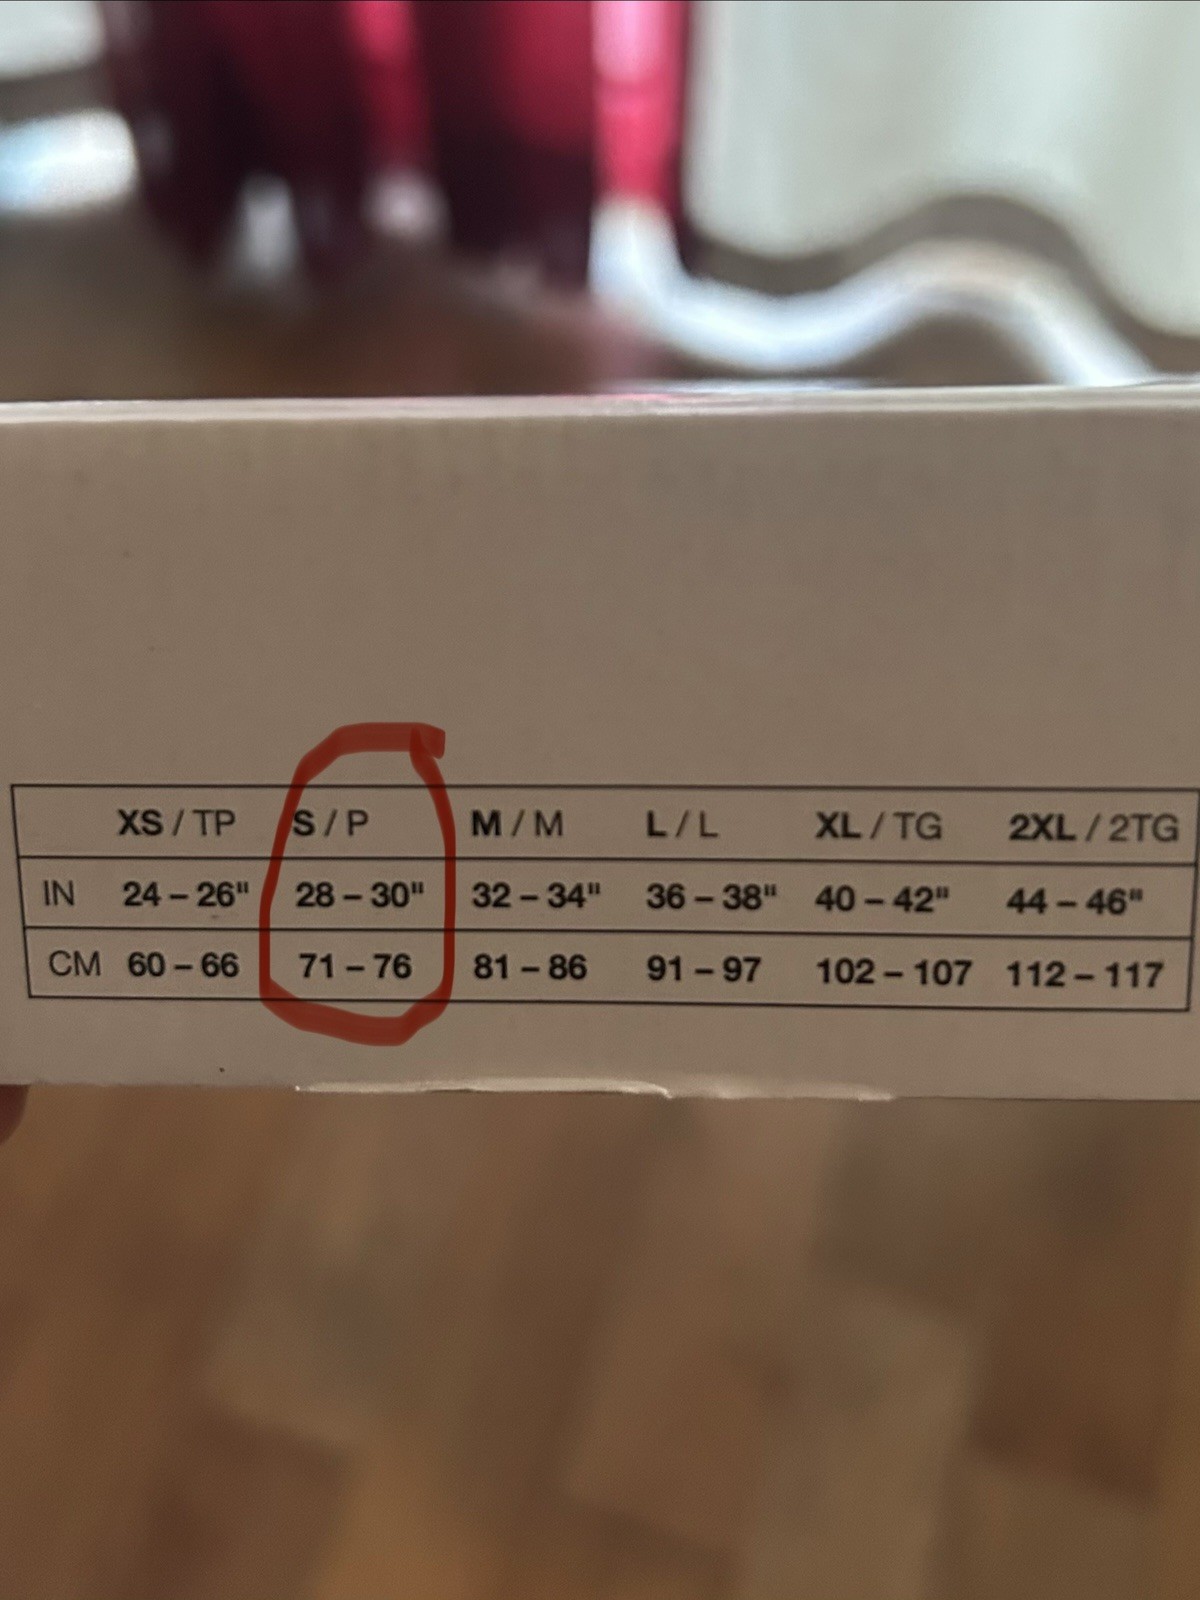 XS / TP S / P M / M L / L XL / TG 2XL / 2TG
IN 24 – 26" 28 – 30" 32 – 34" 36 – 38" 40 – 42" 44 – 46"
CM 60 – 66 71 – 76 81 – 86 91 – 97 102 – 107 112 – 117